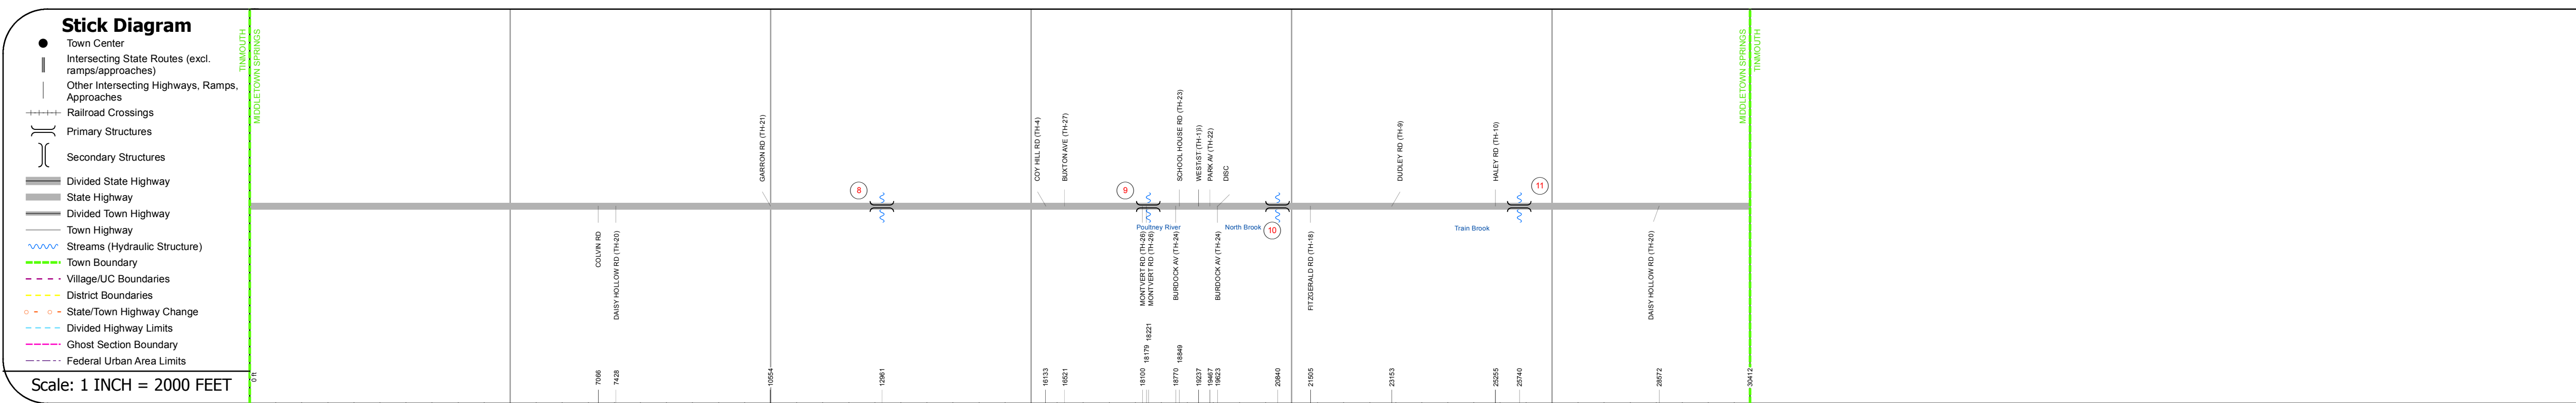 Stick Diagram
Town Center
Intersecting State Routes (excl.
ramps/approaches)
Other Intersecting Highways, Ramps,
Approaches
Railroad Crossings
Primary Structures
Secondary Structures
Divided State Highway
State Highway
Divided Town Highway
Town Highway
Streams (Hydraulic Structure)
Town Boundary
Village/UC Boundaries
District Boundaries
State/Town Highway Change
Divided Highway Limits
Ghost Section Boundary
Federal Urban Area Limits
Scale: 1 INCH = 2000 FEET
TINMOUTH
MIDDLETOWN SPRINGS
GARRON RD (TH-21)
COY HILL RD (TH-4)
BUXTON AVE (TH-27)
SCHOOL HOUSE RD (TH-23)
WEST ST (TH-1)
PARK AV (TH-22)
DISC
DUDLEY RD (TH-9)
HALEY RD (TH-10)
MIDDLETOWN SPRINGS
TINMOUTH
8
9
10
11
Poultney River
North Brook
Train Brook
COLVIN RD
DAISY HOLLOW RD (TH-20)
MONTVERT RD (TH-26)
MONTVERT RD (TH-26)
BURDOCK AV (TH-24)
BURDOCK AV (TH-24)
FITZGERALD RD (TH-18)
DAISY HOLLOW RD (TH-20)
0 ft
7066
7428
10554
12961
16133
16521
18100
18179
18221
18770
18849
19237
19467
19623
20840
21505
23153
25255
25740
28572
30412